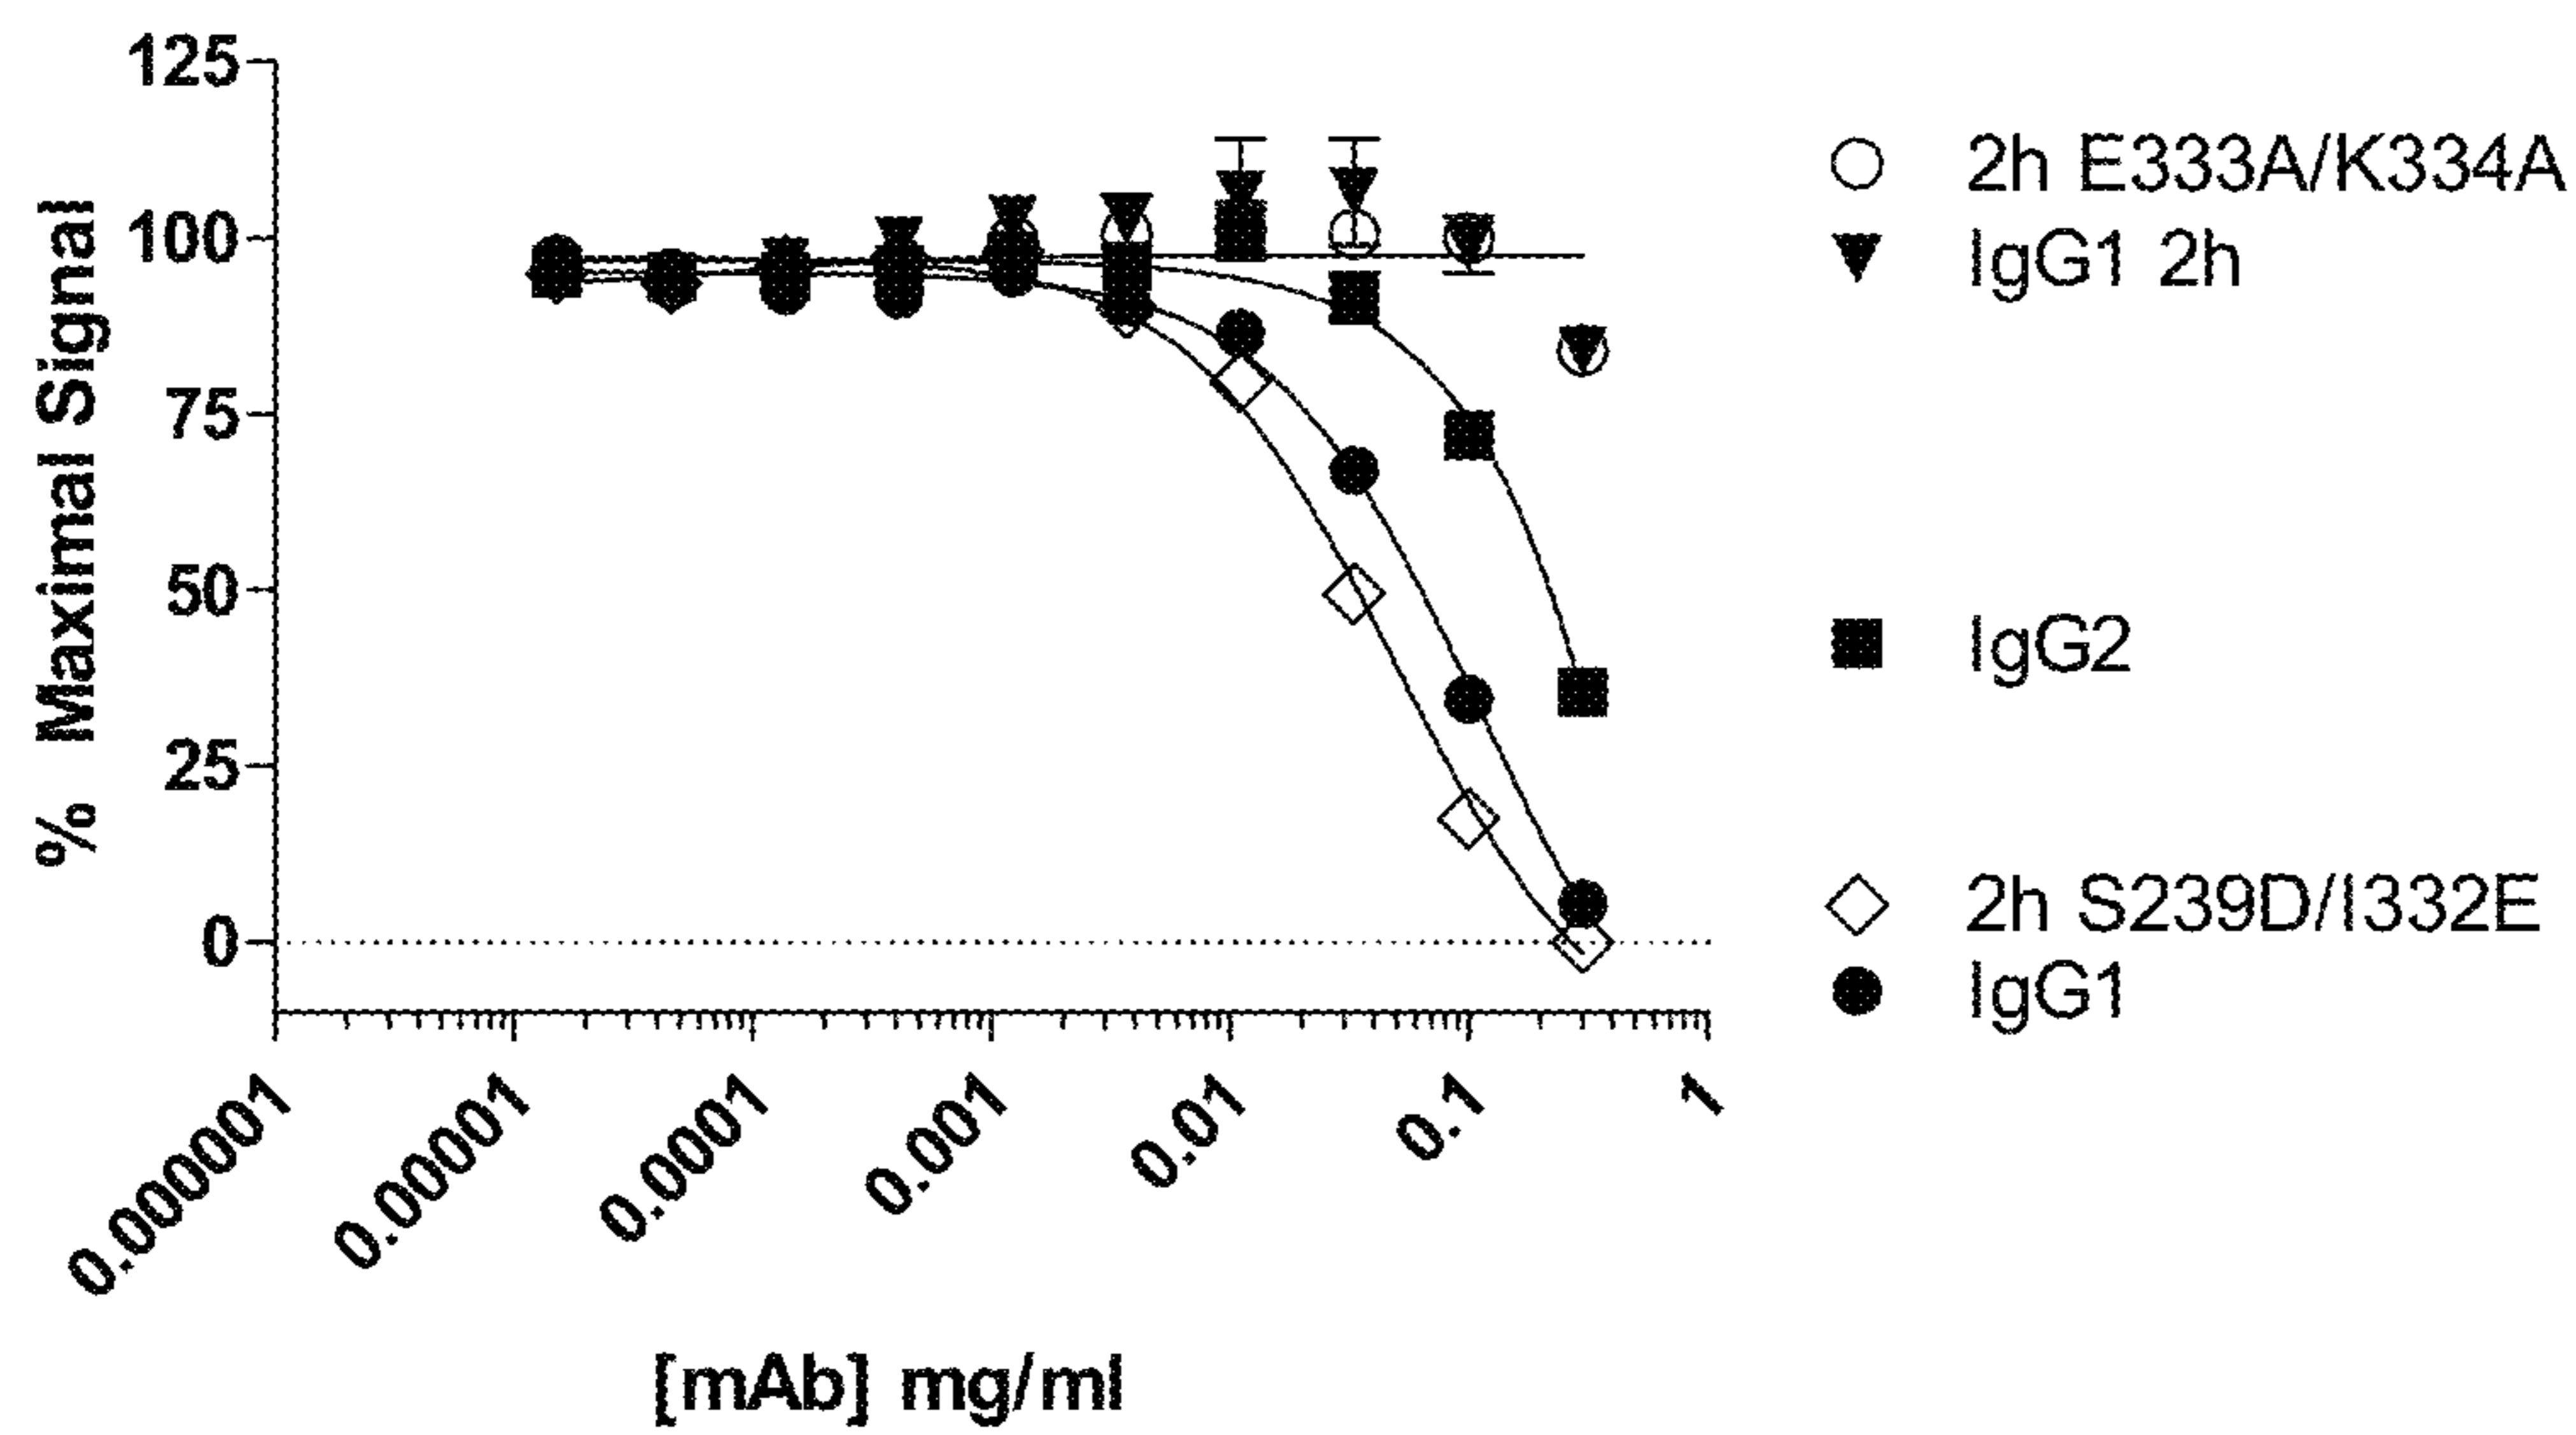 % Maximal Signal
125
100
75
50
25
0
0.000001
0.00001
0.0001
0.001
0.01
0.1
1
[mAb] mg/ml
2h E333A/K334A
IgG1 2h
IgG2
2h S239D/I332E
IgG1